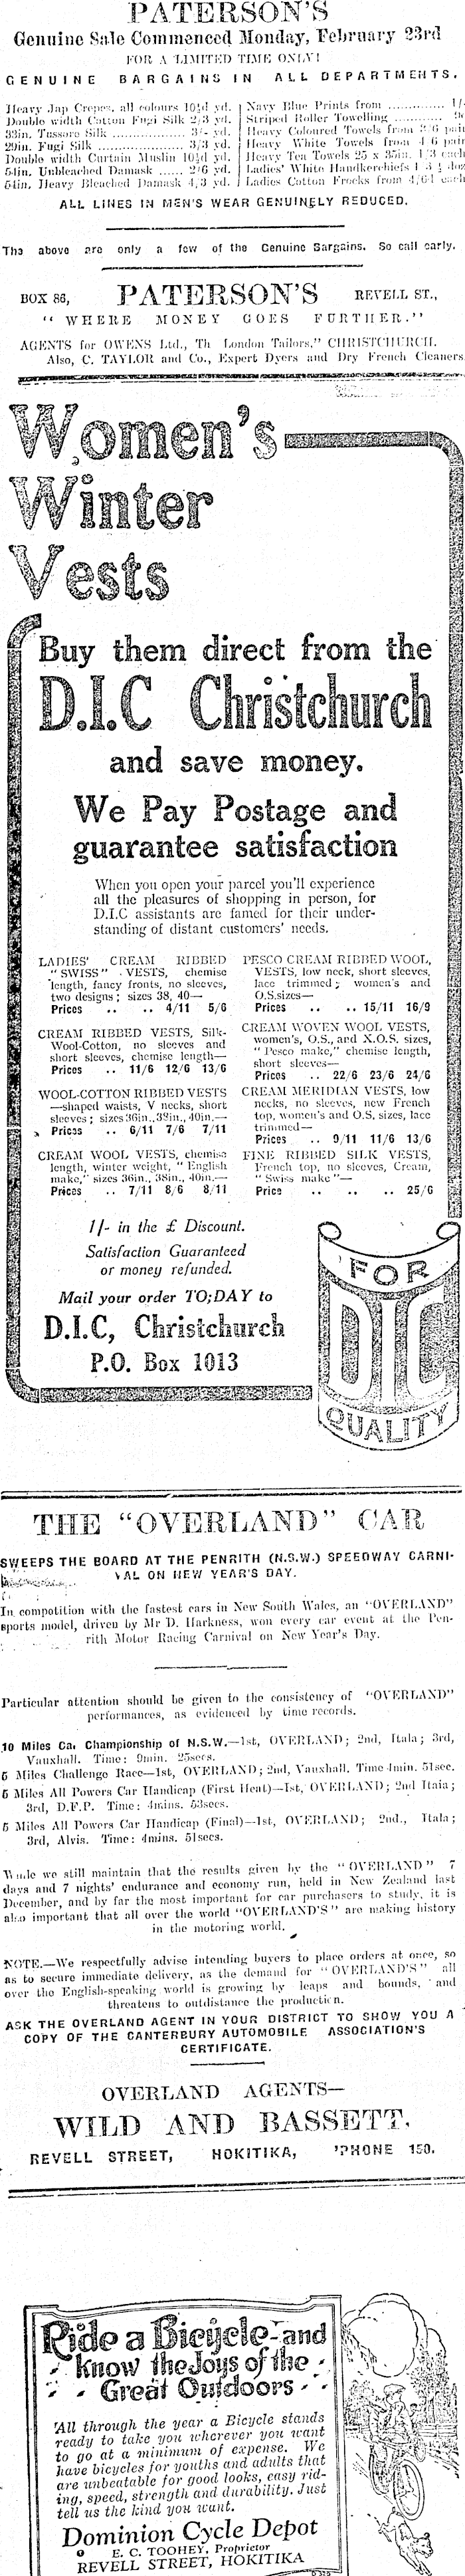 PATERSON'S
Genuine Sale Commenced Monday, February 23rd
FOR A LIMITED TIME ONLY!
GENUINE BARGAINS IN ALL DEPARTMENTS.
Heavy Jap Crepes, all colours 10½d yd.
Double width Cotton Fugi Silk 2/3 yd.
33in. Tussore Silk ................ 3/- yd.
29in. Fugi Silk .................... 3/3 yd.
Double width Curtain Muslin 10½d yd.
54in. Unbleached Damask ...... 2/6 yd.
54in. Heavy Bleached Damask 4/3 yd.
Navy Blue Prints from ............. 1/-
Striped Roller Towelling ..........
Heavy Coloured Towels from 3/6 pair
Heavy White Towels from 4/6 pair
Heavy Tea Towels 25 x 35in. 1/3 each
Ladies' White Handkerchiefs doz
Ladies Cotton Frocks from 4/6d each
ALL LINES IN MEN'S WEAR GENUINELY REDUCED.
The above are only a few of the Genuine Bargains. So call early.
BOX 86, PATERSON'S REVELL ST.,
"WHERE MONEY GOES FURTHER."
AGENTS for OWENS Ltd., Th London Tailors," CHRISTCHURCH.
Also, C. TAYLOR and Co., Expert Dyers and Dry French Cleaners
Women's
Winter
Vests
Buy them direct from the
D.I.C Christchurch
and save money.
We Pay Postage and
guarantee satisfaction
When you open your parcel you'll experience
all the pleasures of shopping in person, for
D.I.C assistants are famed for their under-
standing of distant customers' needs.
LADIES' CREAM RIBBED
"SWISS" VESTS, chemise
length, fancy fronts, no sleeves,
two designs; sizes 38, 40—
Prices .. .. 4/11 5/6
CREAM RIBBED VESTS, Silk-
Wool-Cotton, no sleeves and
short sleeves, chemise length—
Prices .. 11/6 12/6 13/6
WOOL-COTTON RIBBED VESTS
—shaped waists, V necks, short
sleeves; sizes 36in., 38in., 40in.—
Prices .. 6/11 7/6 7/11
CREAM WOOL VESTS, chemise
length, winter weight, "English
make," sizes 36in., 38in., 40in.—
Prices .. 7/11 8/6 8/11
PESCO CREAM RIBBED WOOL,
VESTS, low neck, short sleeves,
lace trimmed; women's and
O.S. sizes—
Prices .. .. 15/11 16/9
CREAM WOVEN WOOL VESTS,
women's, O.S., and X.O.S. sizes,
"Pesco make," chemise length,
short sleeves—
Prices .. 22/6 23/6 24/6
CREAM MERIDIAN VESTS, low
necks, no sleeves, new French
top, women's and O.S. sizes, lace
trimmed—
Prices .. 9/11 11/6 13/6
FINE RIBBED SILK VESTS,
French top, no sleeves, Cream,
"Swiss make"—
Price .. .. .. .. 25/6
1/- in the £ Discount.
Satisfaction Guaranteed
or money refunded.
Mail your order TO;DAY to
D.I.C, Christchurch
P.O. Box 1013
FOR
DIC
QUALITY
THE "OVERLAND" CAR
SWEEPS THE BOARD AT THE PENRITH (N.S.W.) SPEEDWAY CARNI-
VAL ON NEW YEAR'S DAY.
In competition with the fastest cars in New South Wales, an "OVERLAND"
sports model, driven by Mr D. Harkness, won every car event at the Pen-
rith Motor Racing Carnival on New Year's Day.
Particular attention should be given to the consistency of "OVERLAND"
performances, as evidenced by time records.
10 Miles Car Championship of N.S.W.—1st, OVERLAND; 2nd, Itala; 3rd,
Vauxhall. Time: 9min. 25secs.
5 Miles Challenge Race—1st, OVERLAND; 2nd, Vauxhall. Time 4min. 51sec.
5 Miles All Powers Car Handicap (First Heat)—1st, OVERLAND; 2nd Itala;
3rd, D.F.P. Time: 4mins. 53secs.
5 Miles All Powers Car Handicap (Final)—1st, OVERLAND; 2nd., Itala;
3rd, Alvis. Time: 4mins. 51secs.
While we still maintain that the results given by the "OVERLAND" 7
days and 7 nights' endurance and economy run, held in New Zealand last
December, and by far the most important for car purchasers to study, it is
also important that all over the world "OVERLAND'S" are making history
in the motoring world.
NOTE.—We respectfully advise intending buyers to place orders at once, so
as to secure immediate delivery, as the demand for "OVERLAND'S" all
over the English-speaking world is growing by leaps and bounds, and
threatens to outdistance the production.
ASK THE OVERLAND AGENT IN YOUR DISTRICT TO SHOW YOU A
COPY OF THE CANTERBURY AUTOMOBILE ASSOCIATION'S
CERTIFICATE.
OVERLAND AGENTS—
WILD AND BASSETT.
REVELL STREET, HOKITIKA, 'PHONE 150.
Ride a Bicycle-and
Know the Joys of the
Great Outdoors
All through the year a Bicycle stands
ready to take you wherever you want
to go at a minimum of expense. We
have bicycles for youths and adults that
are unbeatable for good looks, easy rid-
ing, speed, strength and durability. Just
tell us the kind you want.
Dominion Cycle Depot
E. C. TOOHEY, Proprietor
REVELL STREET, HOKITIKA